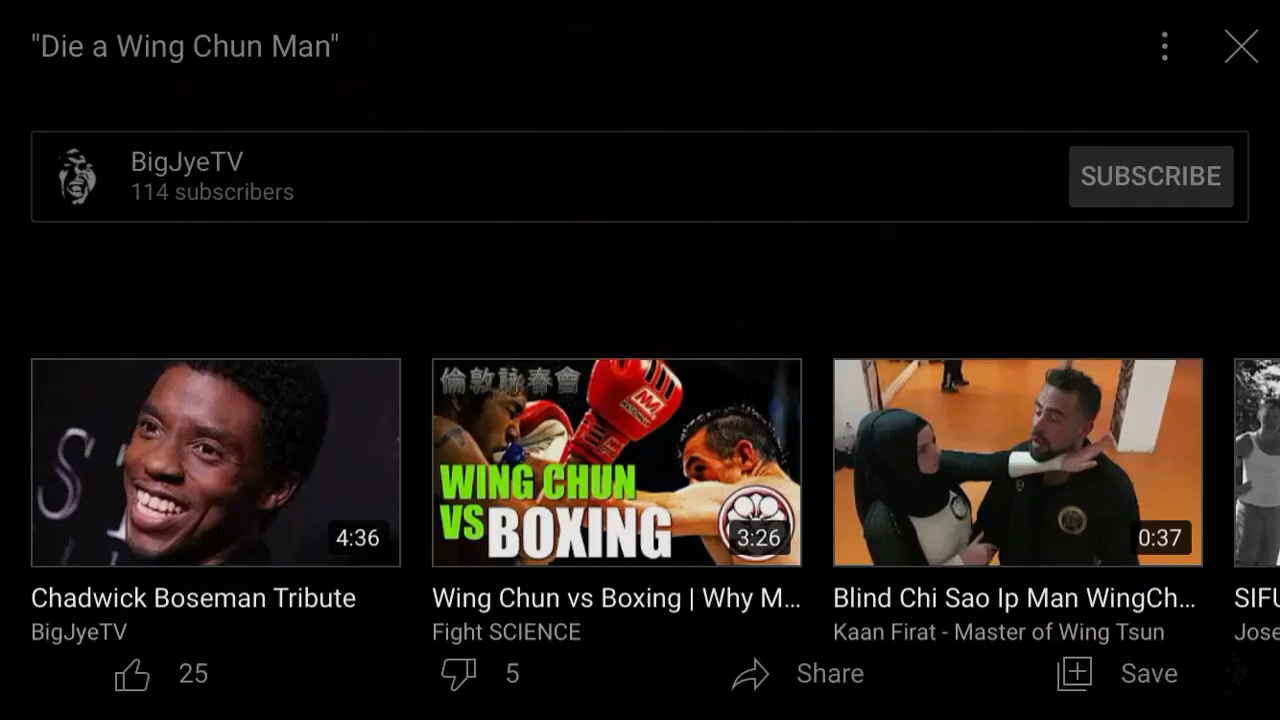 "Die a Wing Chun Man"
BigJyeTV
114 subscribers
SUBSCRIBE
倫敦詠春會
WING CHUN
VS BOXING
4:36
3:26
0:37
Chadwick Boseman Tribute
Wing Chun vs Boxing | Why M...
Blind Chi Sao Ip Man WingCh...
SIFU
BigJyeTV
Fight SCIENCE
Kaan Firat - Master of Wing Tsun
Jose
25
5
Share
Save